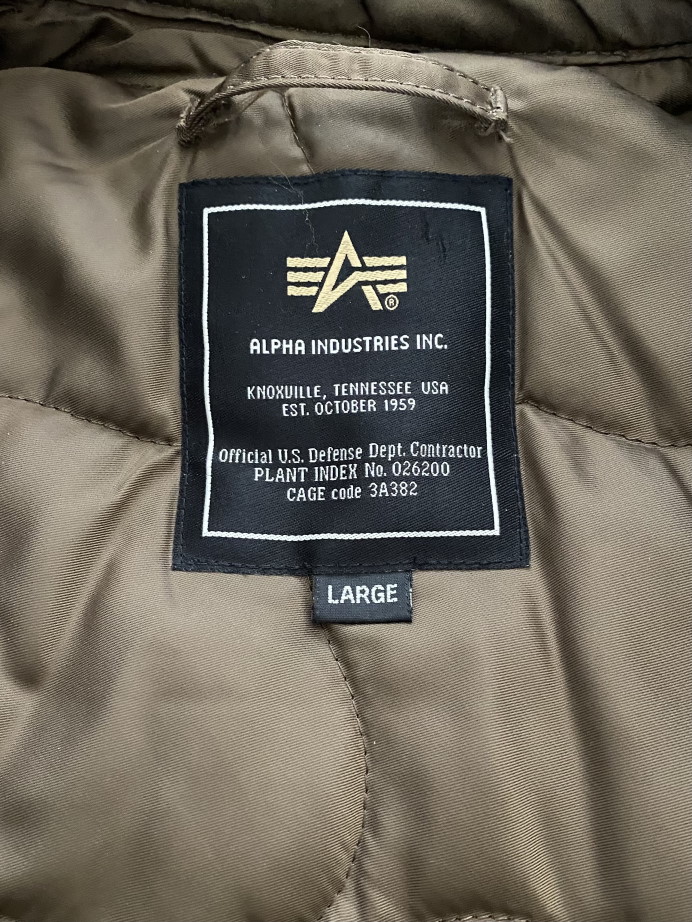 ®
ALPHA INDUSTRIES INC.
KNOXVILLE, TENNESSEE USA
EST. OCTOBER 1959
Official U.S. Defense Dept. Contractor
PLANT INDEX No. 026200
CAGE code 3A382
LARGE